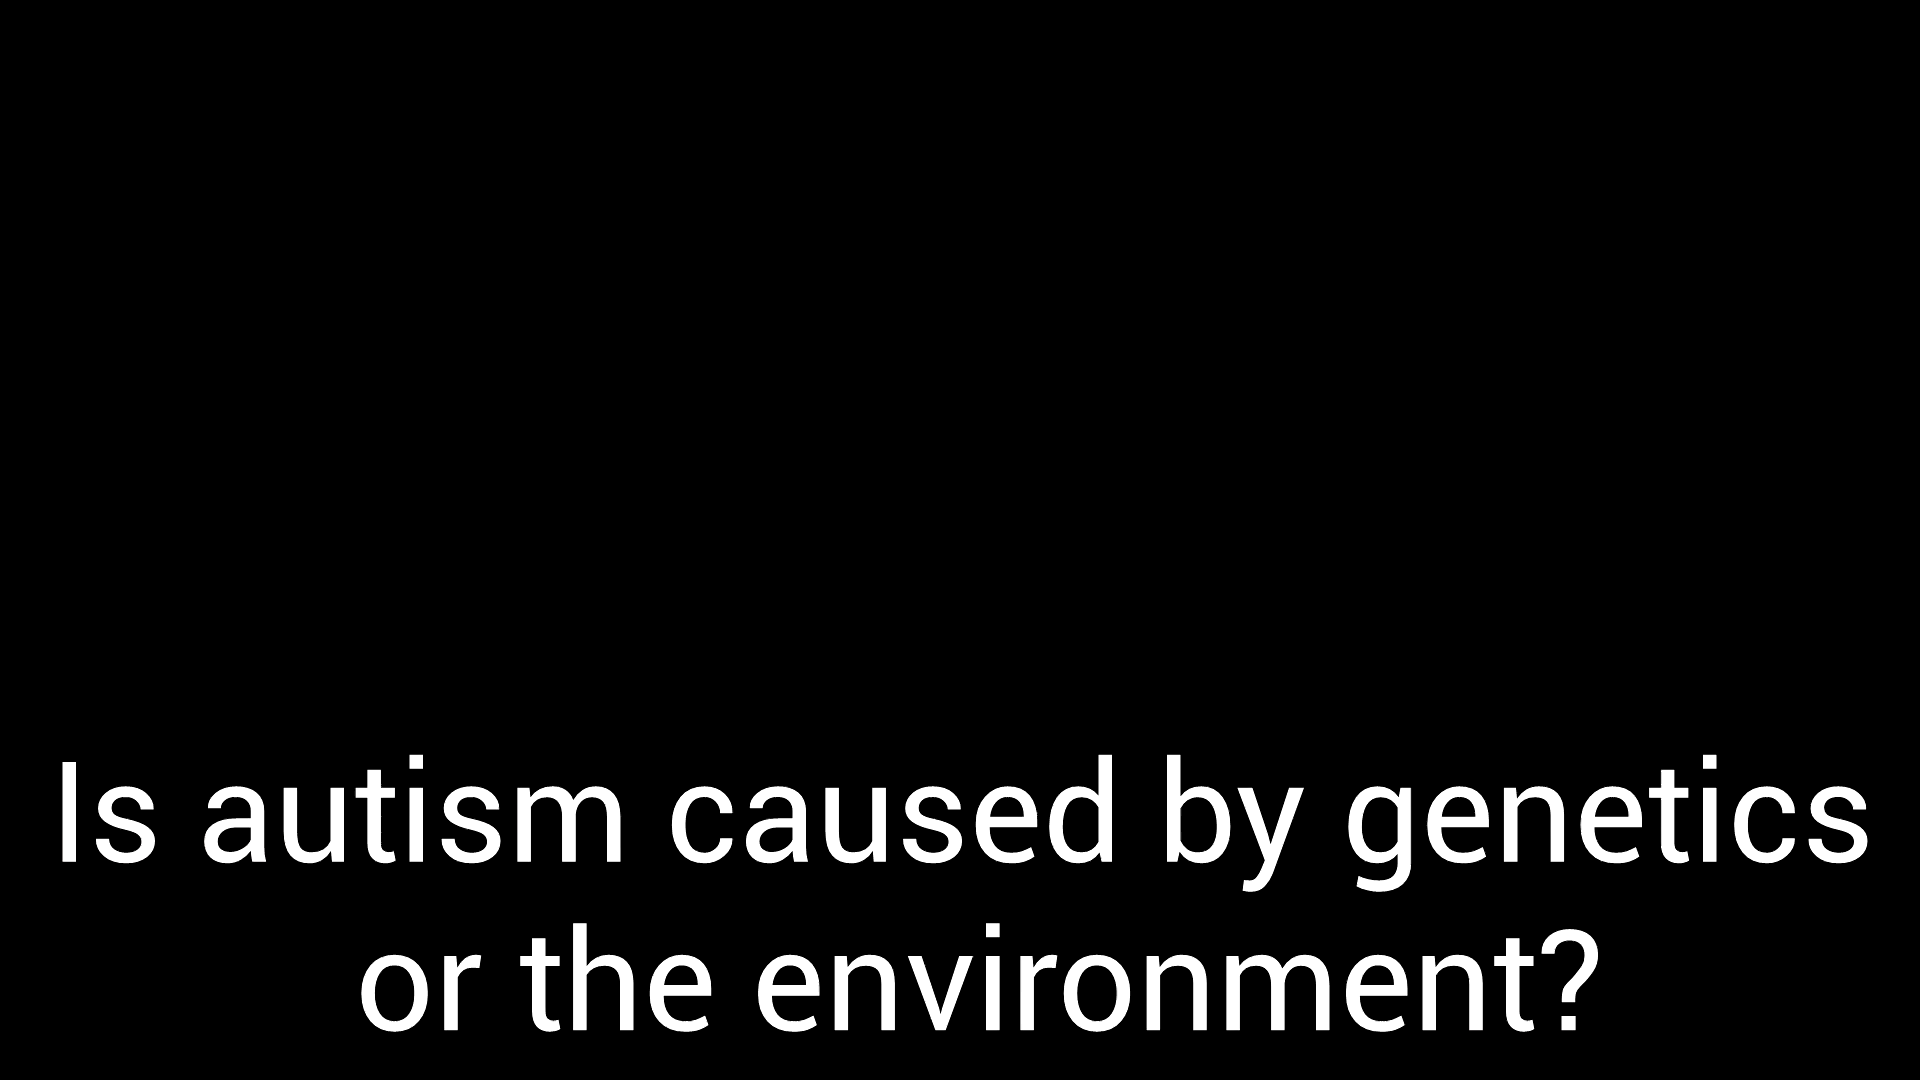 Is autism caused by genetics
or the environment?